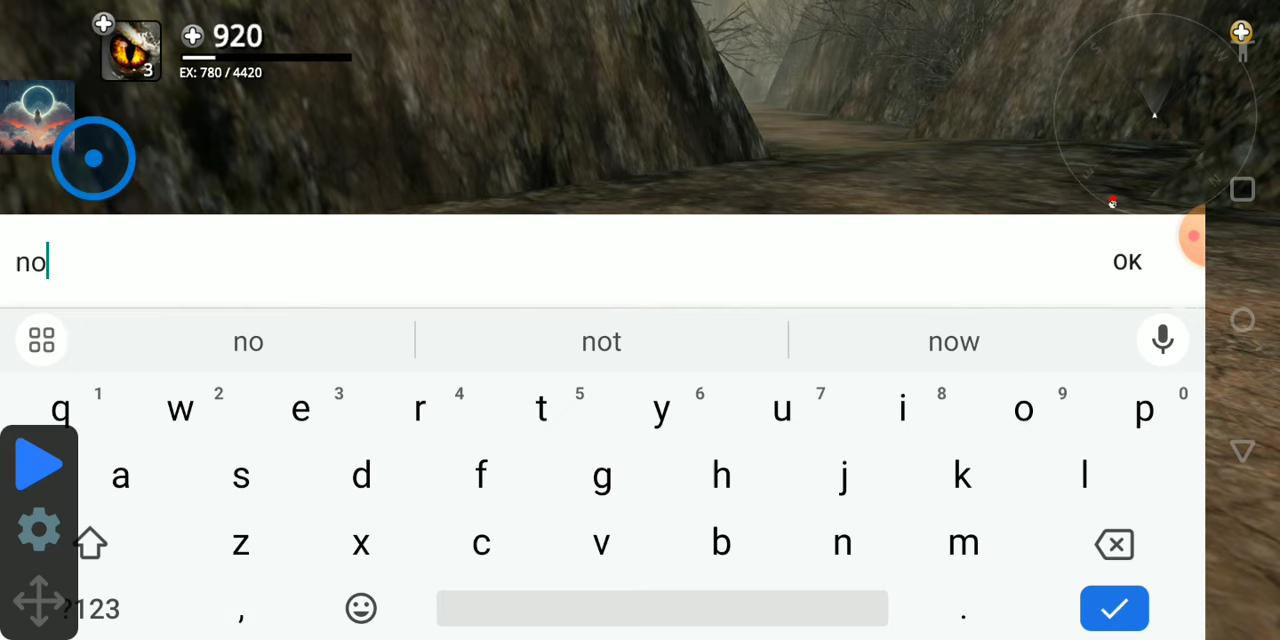 920
3
EX: 780 / 4420
no
OK
no not now
1 2 3 4 5 6 7 8 9 0
q w e r t y u i o p
a s d f g h j k l
z x c v b n m
?123 , .